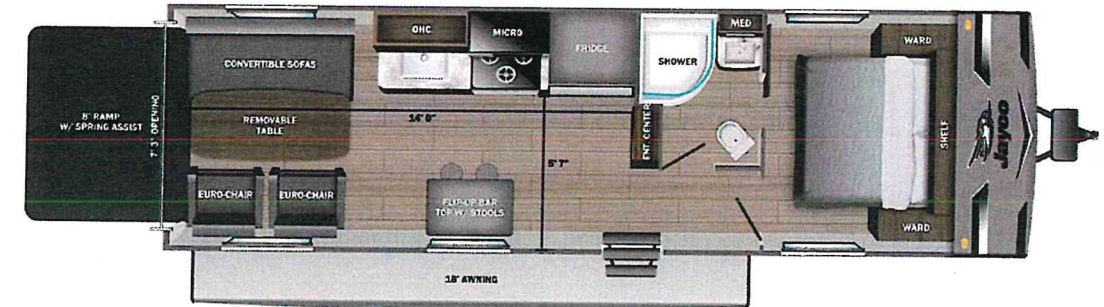 OHC
MICRO
FRIDGE
SHOWER
MED
WARD
CONVERTIBLE SOFAS
8' RAMP
W/ SPRING ASSIST
7' 3" OPENING
REMOVABLE
TABLE
14' 0"
5' 7"
ENT. CENTER
SHELF
Jayco
EURO-CHAIR
EURO-CHAIR
FLIP-UP BAR
TOP W/ STOOLS
WARD
18' AWNING